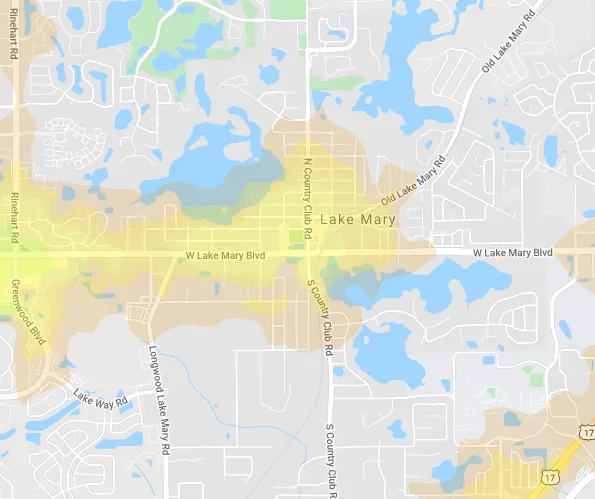 Rinehart Rd
Old Lake Mary Rd
N Country Club Rd
Old Lake Mary Rd
Rinehart Rd
Lake Mary
W Lake Mary Blvd
W Lake Mary Blvd
Greenwood Blvd
S Country Club Rd
Longwood Lake Mary Rd
Lake Way Rd
S Country Club R
17
17